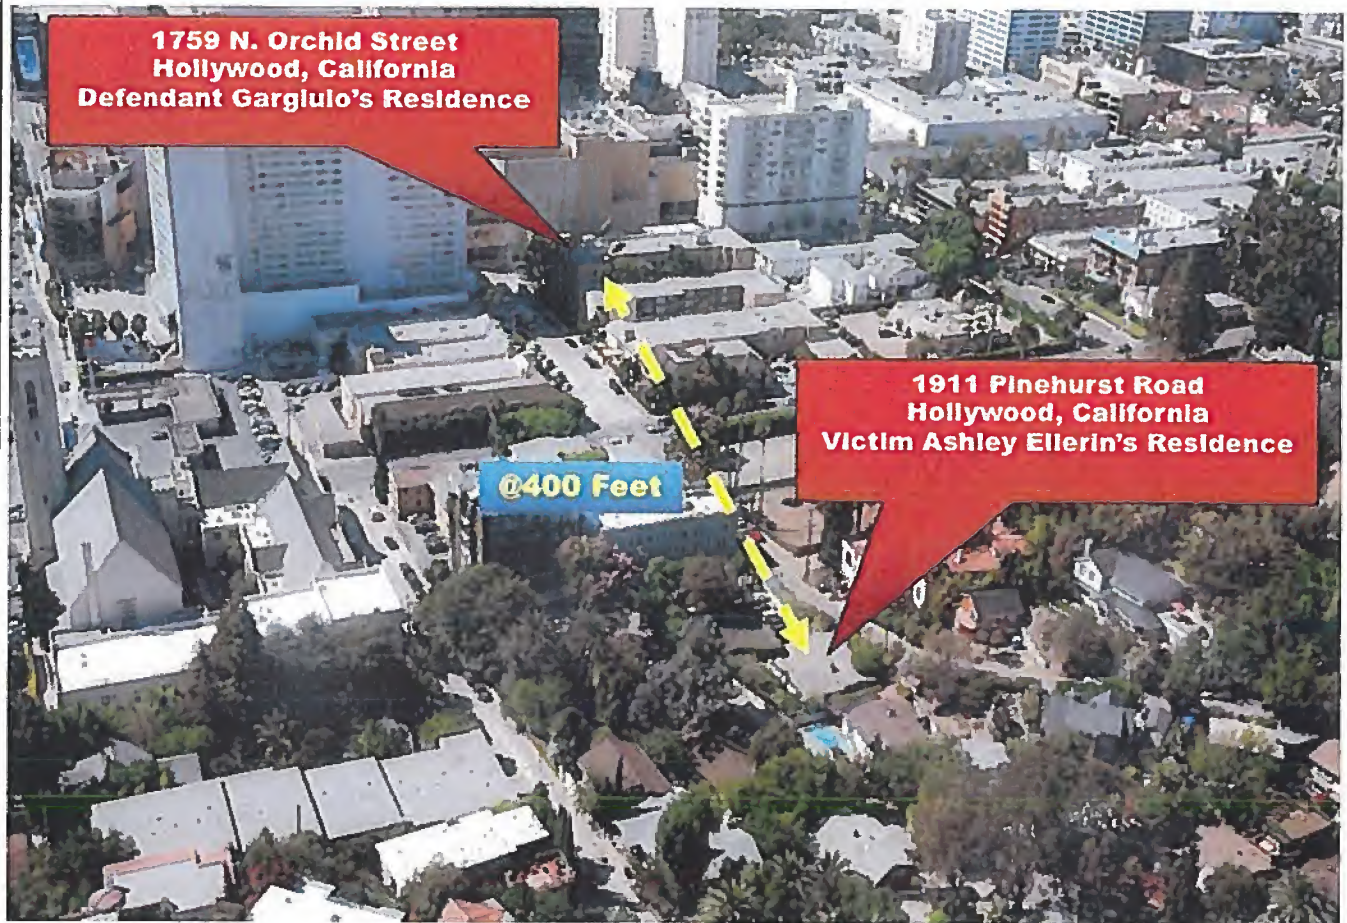 1759 N. Orchid Street
Hollywood, California
Defendant Gargiulo's Residence
@400 Feet
1911 Pinehurst Road
Hollywood, California
Victim Ashley Ellerin's Residence